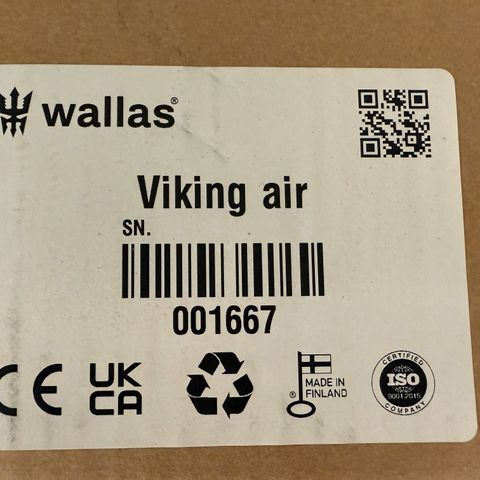 wallas®
Viking air
SN.
001667
CE
UK
CA
MADE IN
FINLAND
®
CERTIFIED
ISO
9001:2015
COMPANY